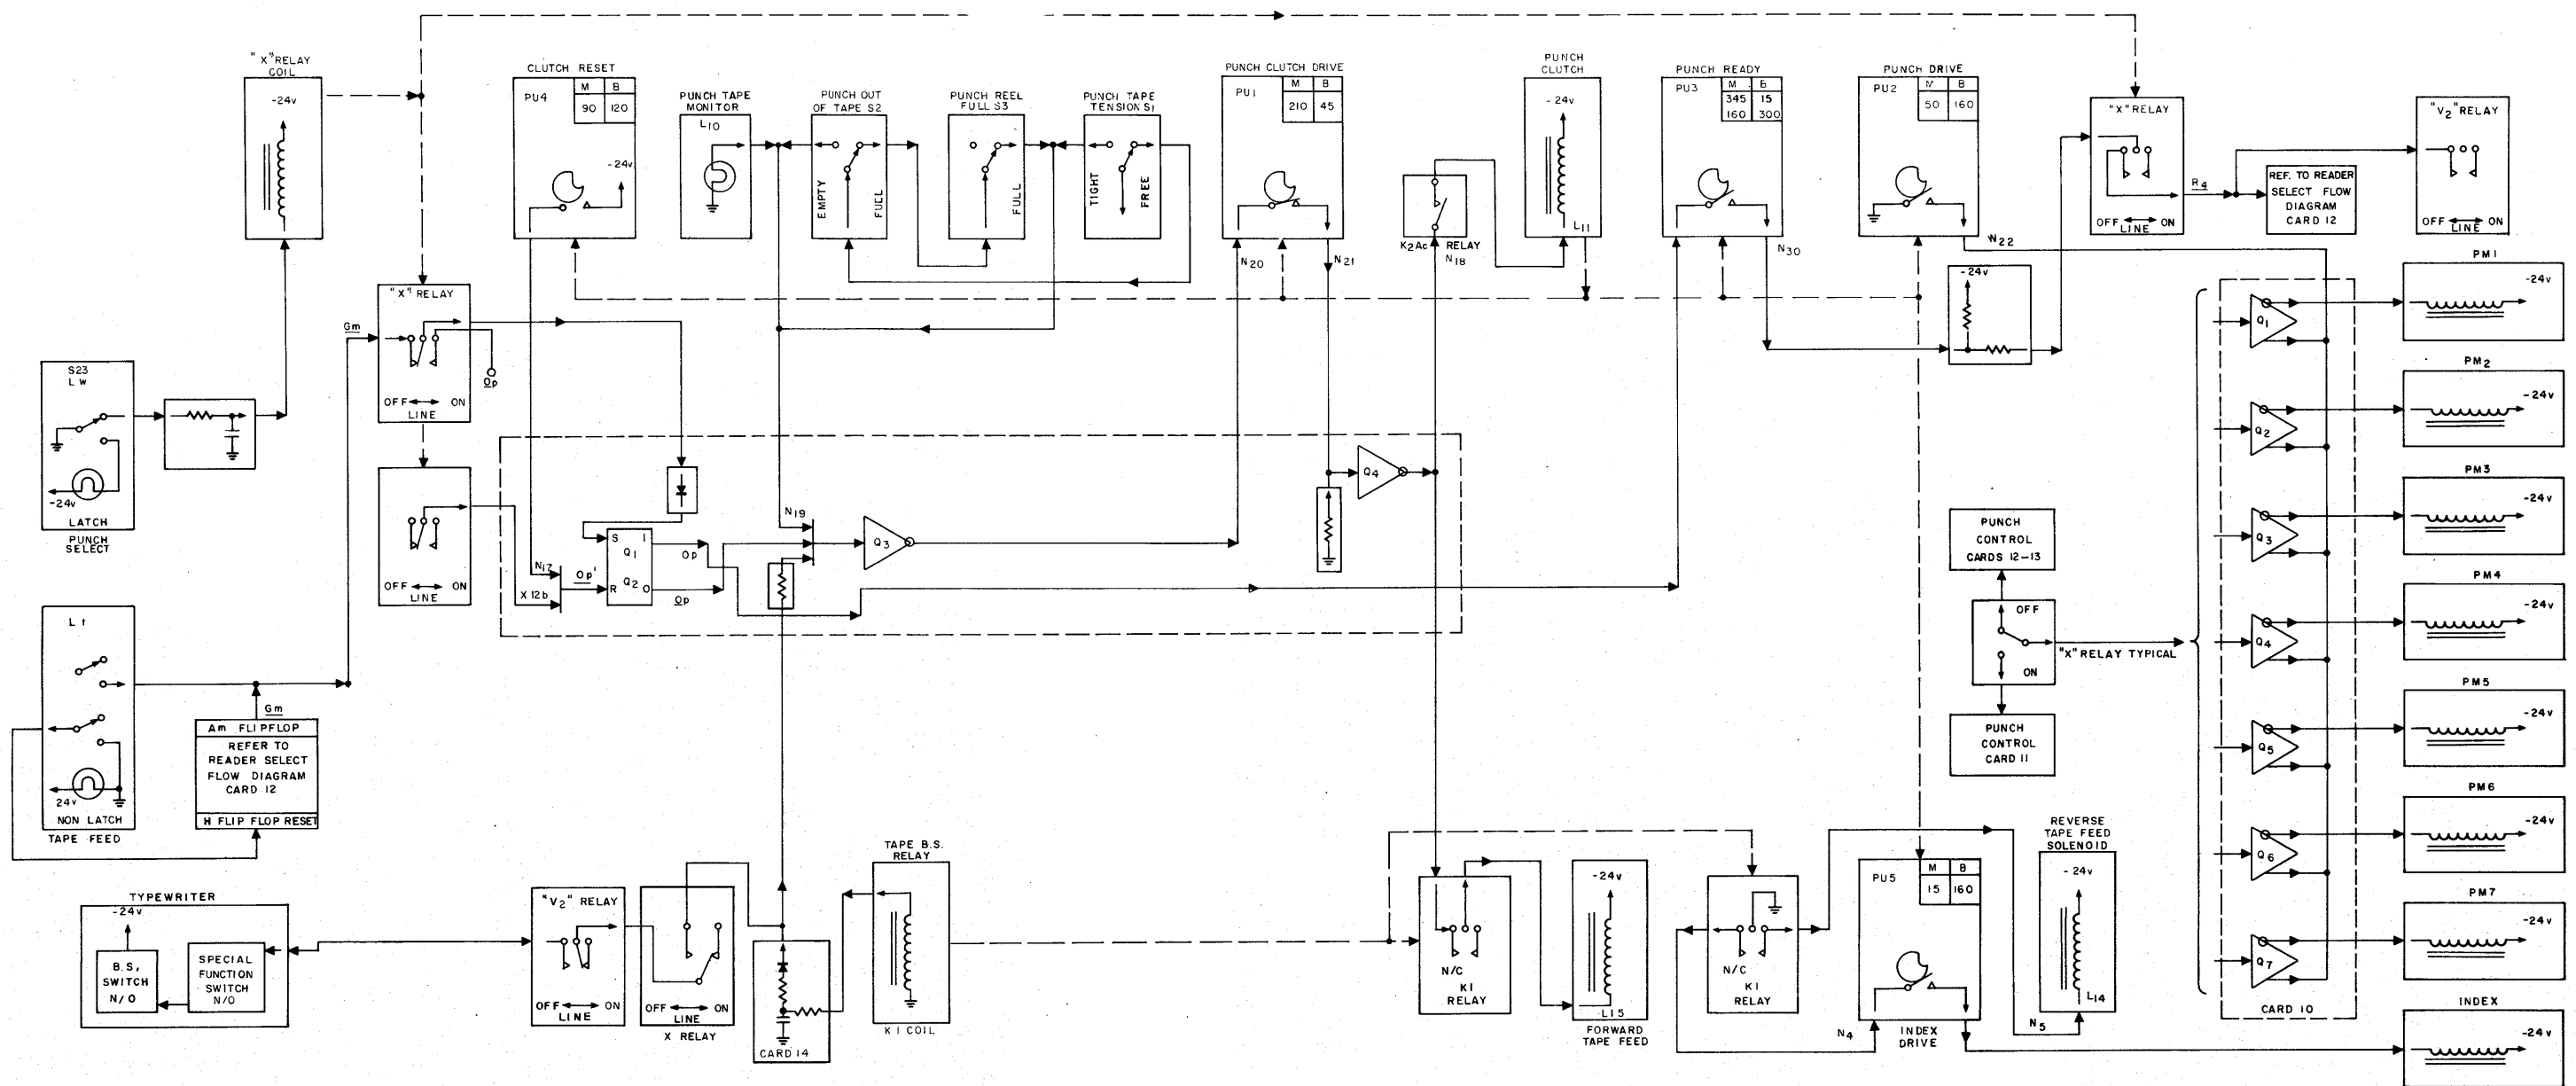 "X" RELAY
COIL
-24v
CLUTCH RESET
PU4
M B
90 120
-24v
PUNCH TAPE
MONITOR
L10
PUNCH OUT
OF TAPE S2
EMPTY
FULL
PUNCH REEL
FULL S3
FULL
PUNCH TAPE
TENSION S1
TIGHT
FREE
PUNCH CLUTCH DRIVE
PU1
M B
210 45
N20
N21
K2Ac RELAY
N18
PUNCH
CLUTCH
-24v
L11
PUNCH READY
PU3
M B
345 15
160 300
N30
PUNCH DRIVE
PU2
M B
50 160
N22
-24v
"X" RELAY
OFF ON
LINE
R4
REF. TO READER
SELECT FLOW
DIAGRAM
CARD 12
"V2" RELAY
OFF ON
LINE
S23
LW
-24v
LATCH
PUNCH
SELECT
Gm
"X" RELAY
Op
OFF ON
LINE
OFF ON
LINE
N17
X12b
Op'
S 1
Q1
Q2
R O
Op
Op
N19
Q3
Q4
L1
24v
NON LATCH
TAPE FEED
Gm
Am FLIPFLOP
REFER TO
READER SELECT
FLOW DIAGRAM
CARD 12
H FLIP FLOP RESET
TYPEWRITER
-24v
B.S.
SWITCH
N/O
SPECIAL
FUNCTION
SWITCH
N/O
"V2" RELAY
OFF ON
LINE
OFF ON
LINE
X RELAY
CARD 14
TAPE B.S.
RELAY
K1 COIL
N/C
K1
RELAY
-24v
L15
FORWARD
TAPE FEED
N/C
K1
RELAY
N4
PU5
M B
15 160
INDEX
DRIVE
N5
REVERSE
TAPE FEED
SOLENOID
-24v
L14
PUNCH
CONTROL
CARDS 12-13
OFF
ON
"X" RELAY TYPICAL
PUNCH
CONTROL
CARD 11
Q1
Q2
Q3
Q4
Q5
Q6
Q7
CARD 10
PM1
-24v
PM2
-24v
PM3
-24v
PM4
-24v
PM5
-24v
PM6
-24v
PM7
-24v
INDEX
-24v